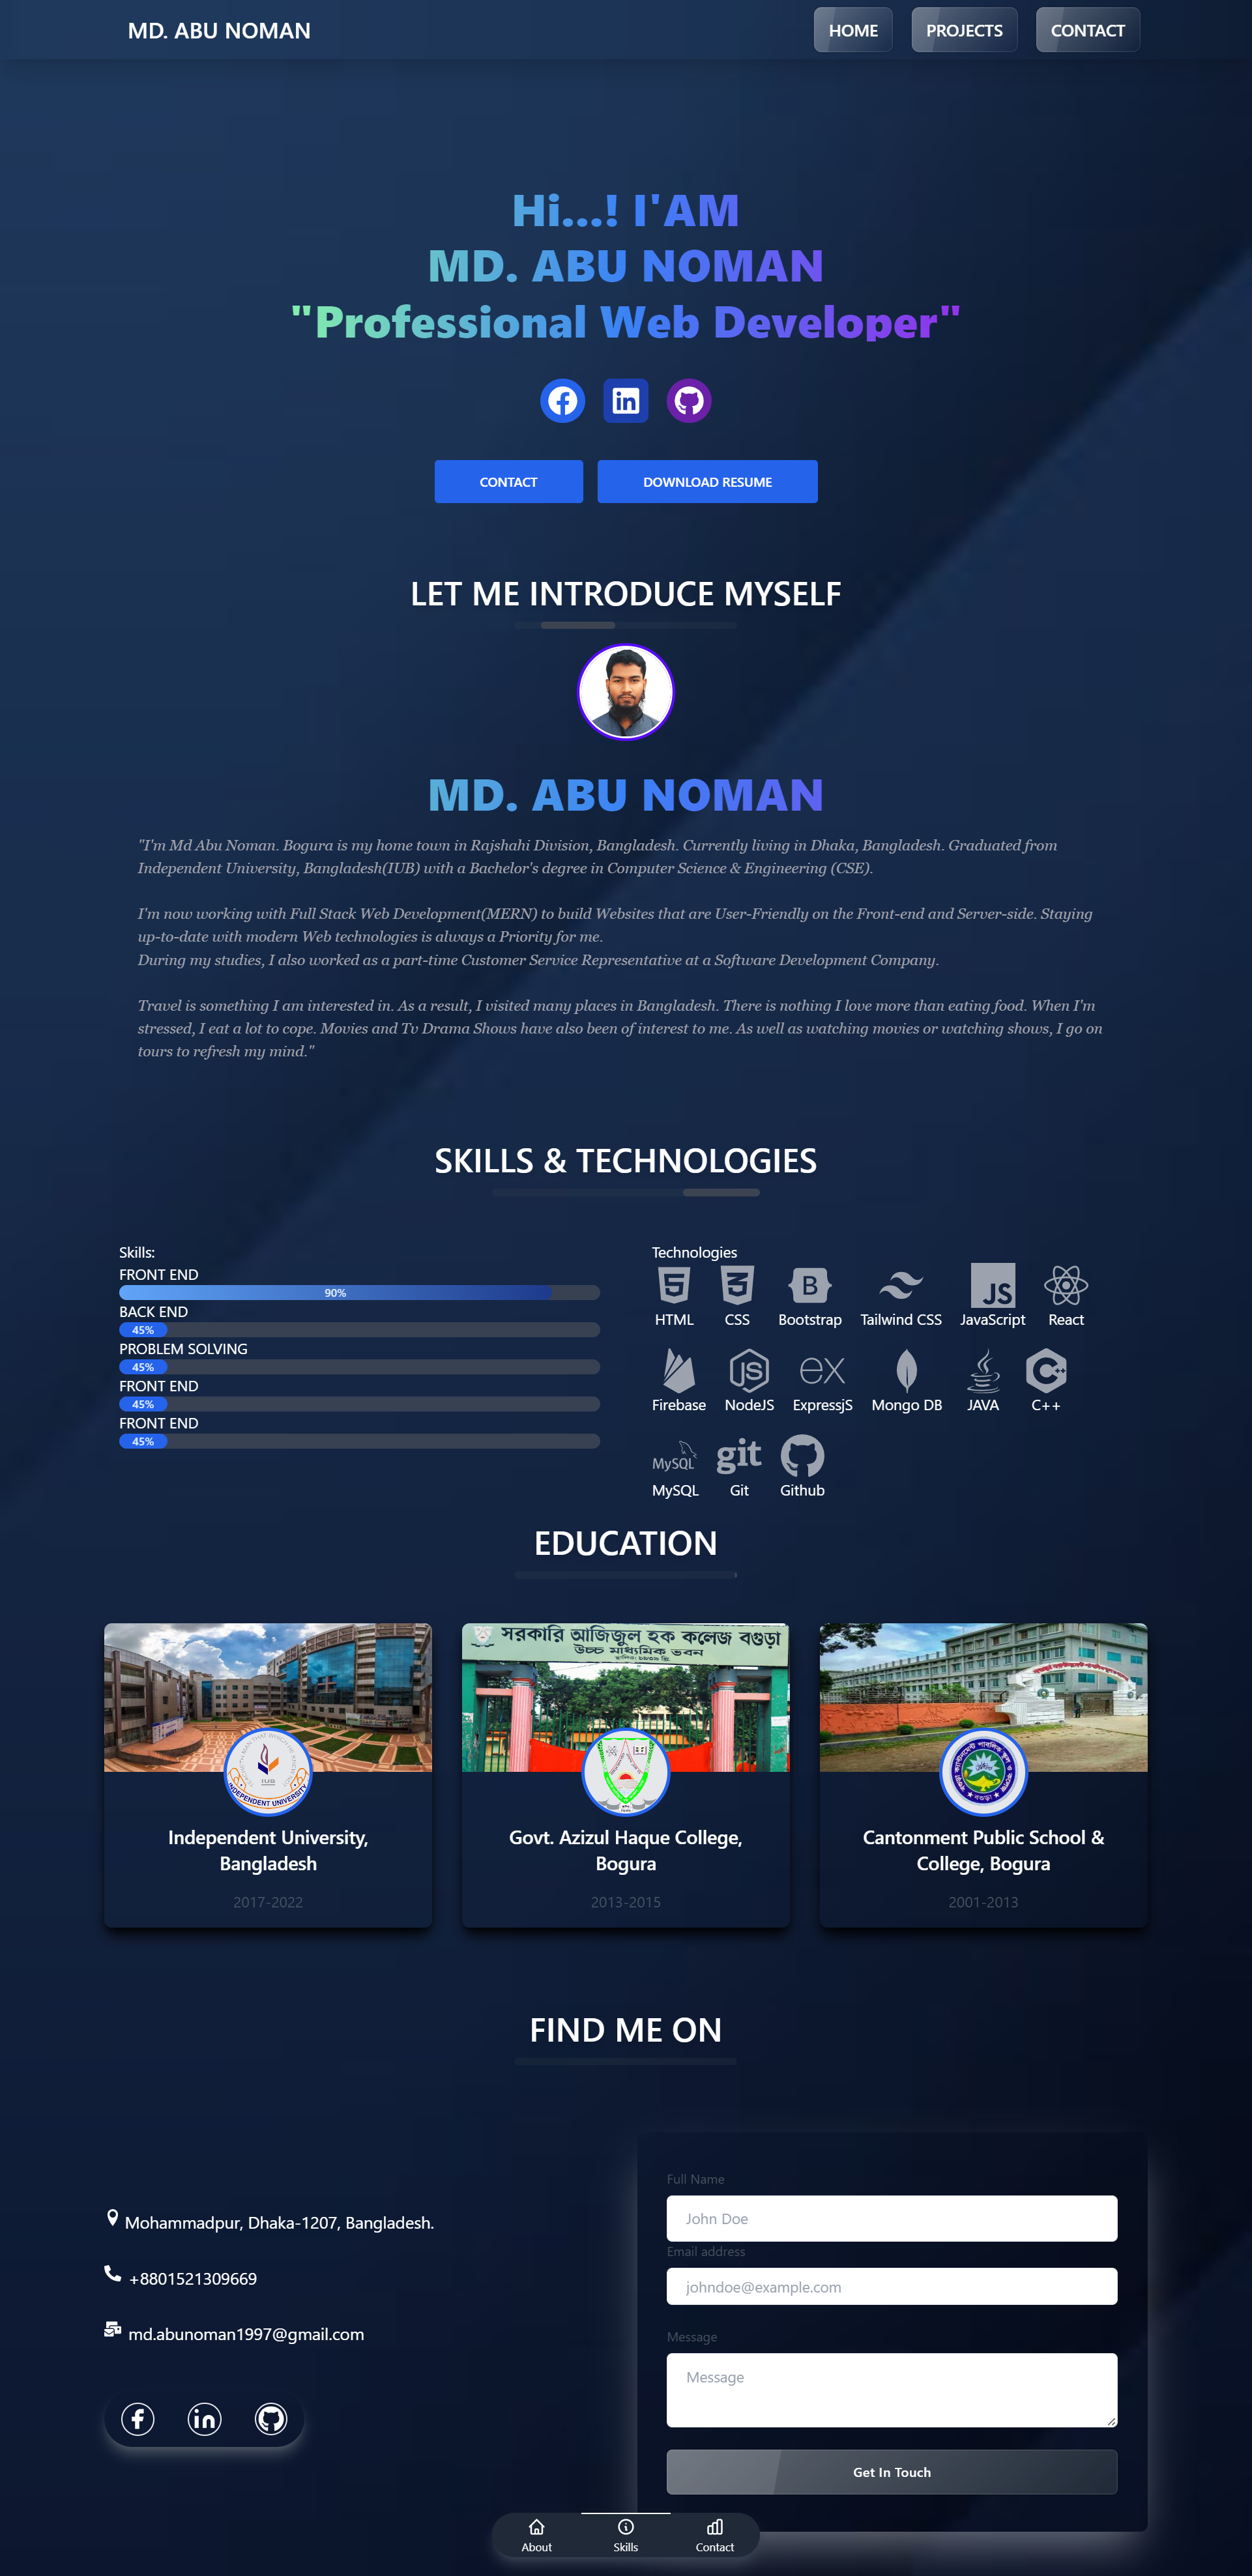 MD. ABU NOMAN
HOME
PROJECTS
CONTACT
Hi...! I'AM
MD. ABU NOMAN
"Professional Web Developer"
CONTACT
DOWNLOAD RESUME
LET ME INTRODUCE MYSELF
MD. ABU NOMAN
"I'm Md Abu Noman. Bogura is my home town in Rajshahi Division, Bangladesh. Currently living in Dhaka, Bangladesh. Graduated from
Independent University, Bangladesh(IUB) with a Bachelor's degree in Computer Science & Engineering (CSE).
I'm now working with Full Stack Web Development(MERN) to build Websites that are User-Friendly on the Front-end and Server-side. Staying
up-to-date with modern Web technologies is always a Priority for me.
During my studies, I also worked as a part-time Customer Service Representative at a Software Development Company.
Travel is something I am interested in. As a result, I visited many places in Bangladesh. There is nothing I love more than eating food. When I'm
stressed, I eat a lot to cope. Movies and Tv Drama Shows have also been of interest to me. As well as watching movies or watching shows, I go on
tours to refresh my mind."
SKILLS & TECHNOLOGIES
Skills:
FRONT END
90%
BACK END
45%
PROBLEM SOLVING
45%
FRONT END
45%
FRONT END
45%
Technologies
HTML
CSS
Bootstrap
Tailwind CSS
JavaScript
React
Firebase
NodeJS
ExpressjS
Mongo DB
JAVA
C++
MySQL
git
MySQL
Git
Github
EDUCATION
সরকারি আজিজুল হক কলেজ বগুড়া
উচ্চ মাধ্যমিক ভবন
IUB
INDEPENDENT UNIVERSITY
Independent University,
Bangladesh
2017-2022
Govt. Azizul Haque College,
Bogura
2013-2015
Cantonment Public School &
College, Bogura
2001-2013
FIND ME ON
Mohammadpur, Dhaka-1207, Bangladesh.
+8801521309669
md.abunoman1997@gmail.com
Full Name
John Doe
Email address
johndoe@example.com
Message
Message
Get In Touch
About
Skills
Contact